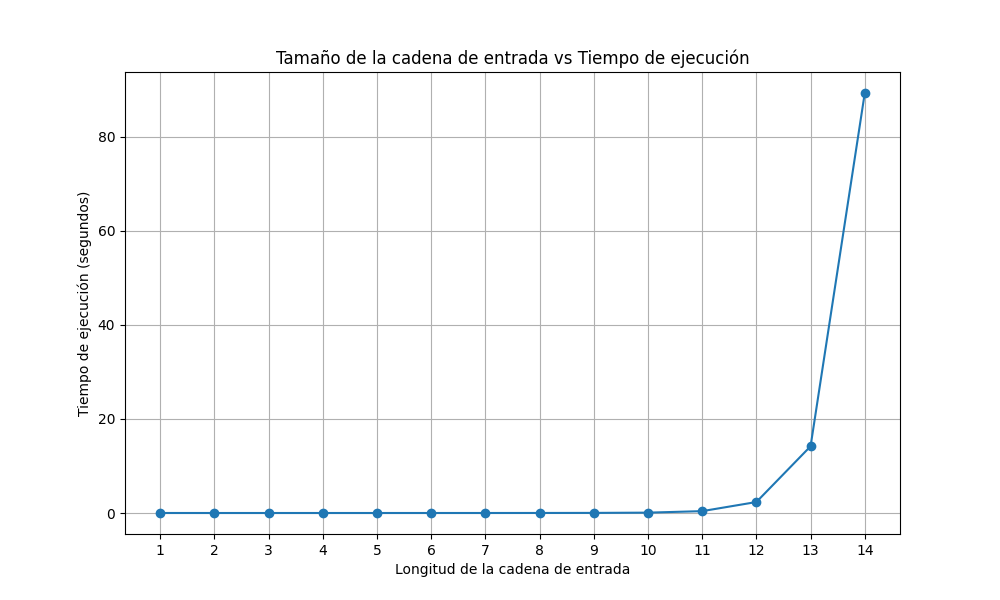 Tamaño de la cadena de entrada vs Tiempo de ejecución
80
60
40
20
0
Tiempo de ejecución (segundos)
1 2 3 4 5 6 7 8 9 10 11 12 13 14
Longitud de la cadena de entrada